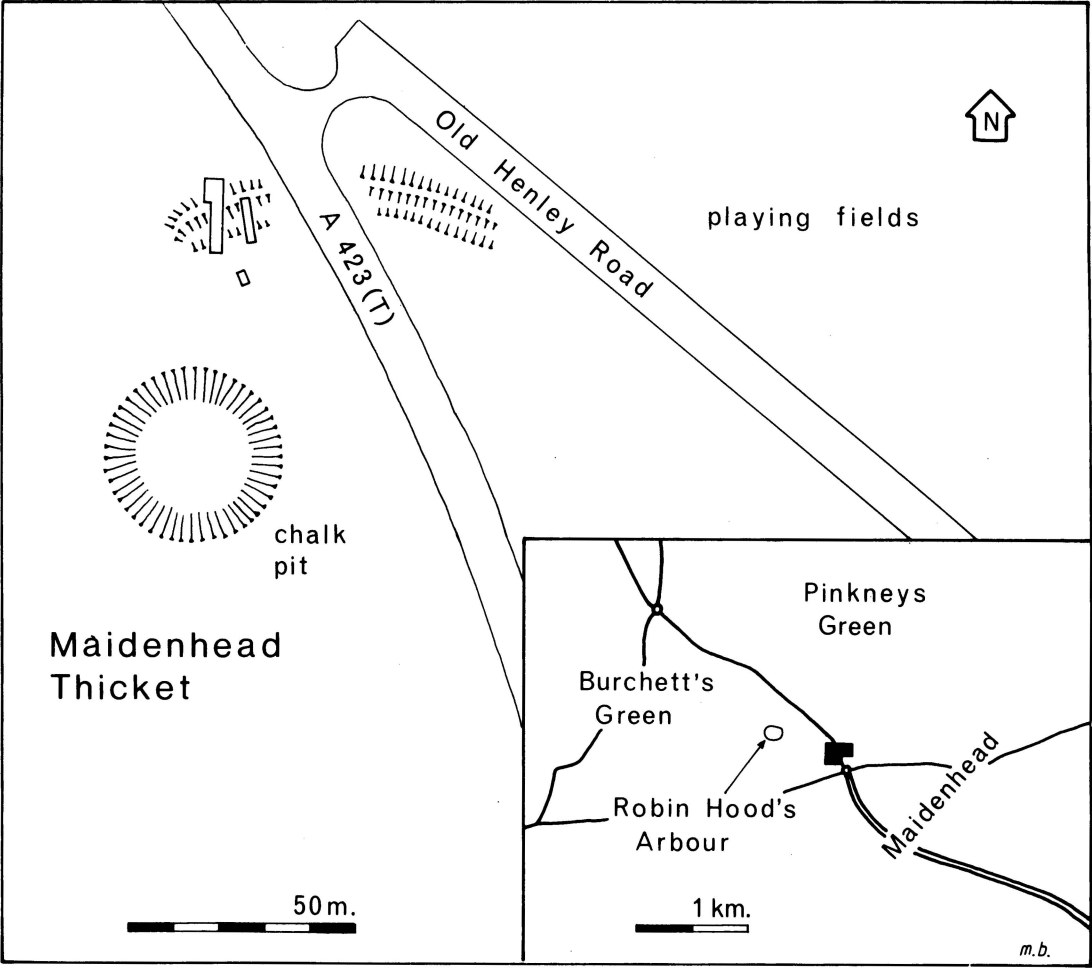 N
Old Henley Road
playing fields
A 423(T)
chalk
pit
Maidenhead
Thicket
50 m.
Pinkneys
Green
Burchett's
Green
Robin Hood's
Arbour
Maidenhead
1 km.
m.b.